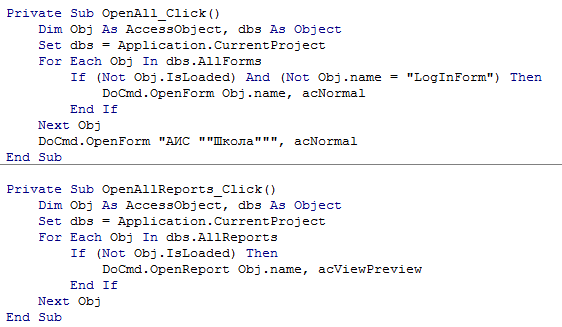 Private Sub OpenAll_Click()
    Dim Obj As AccessObject, dbs As Object
    Set dbs = Application.CurrentProject
    For Each Obj In dbs.AllForms
        If (Not Obj.IsLoaded) And (Not Obj.name = "LogInForm") Then
            DoCmd.OpenForm Obj.name, acNormal
        End If
    Next Obj
    DoCmd.OpenForm "АИС ""Школа""", acNormal
End Sub
Private Sub OpenAllReports_Click()
    Dim Obj As AccessObject, dbs As Object
    Set dbs = Application.CurrentProject
    For Each Obj In dbs.AllReports
        If (Not Obj.IsLoaded) Then
            DoCmd.OpenReport Obj.name, acViewPreview
        End If
    Next Obj
End Sub